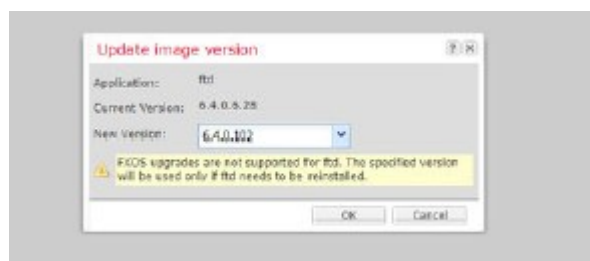 Update image version
Application: ftd
Current Version: 6.4.0.6.28
New Version: 6.4.0.102
FXOS upgrades are not supported for ftd. The specified version
will be used only if ftd needs to be reinstalled.
OK Cancel